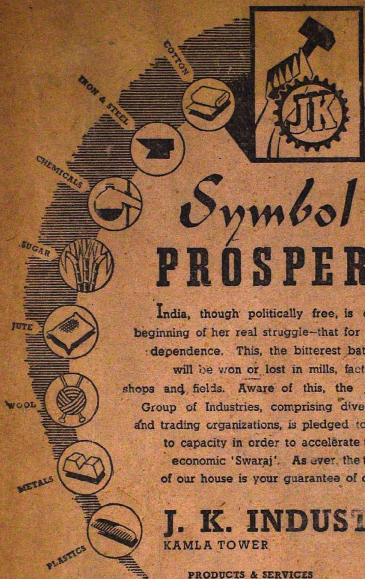 COTTON
IRON & STEEL
CHEMICALS
SUGAR
JUTE
WOOL
METALS
PLASTICS
JK
Symbol
PROSPER
India, though politically free, is
beginning of her real struggle—that for
dependence. This, the bitterest bat
will be won or lost in mills, fact
shops and fields. Aware of this, the
Group of Industries, comprising dive
and trading organizations, is pledged to
to capacity in order to accelerate
economic 'Swaraj'. As ever, the
of our house is your guarantee of
J. K. INDUST
KAMLA TOWER
PRODUCTS & SERVICES